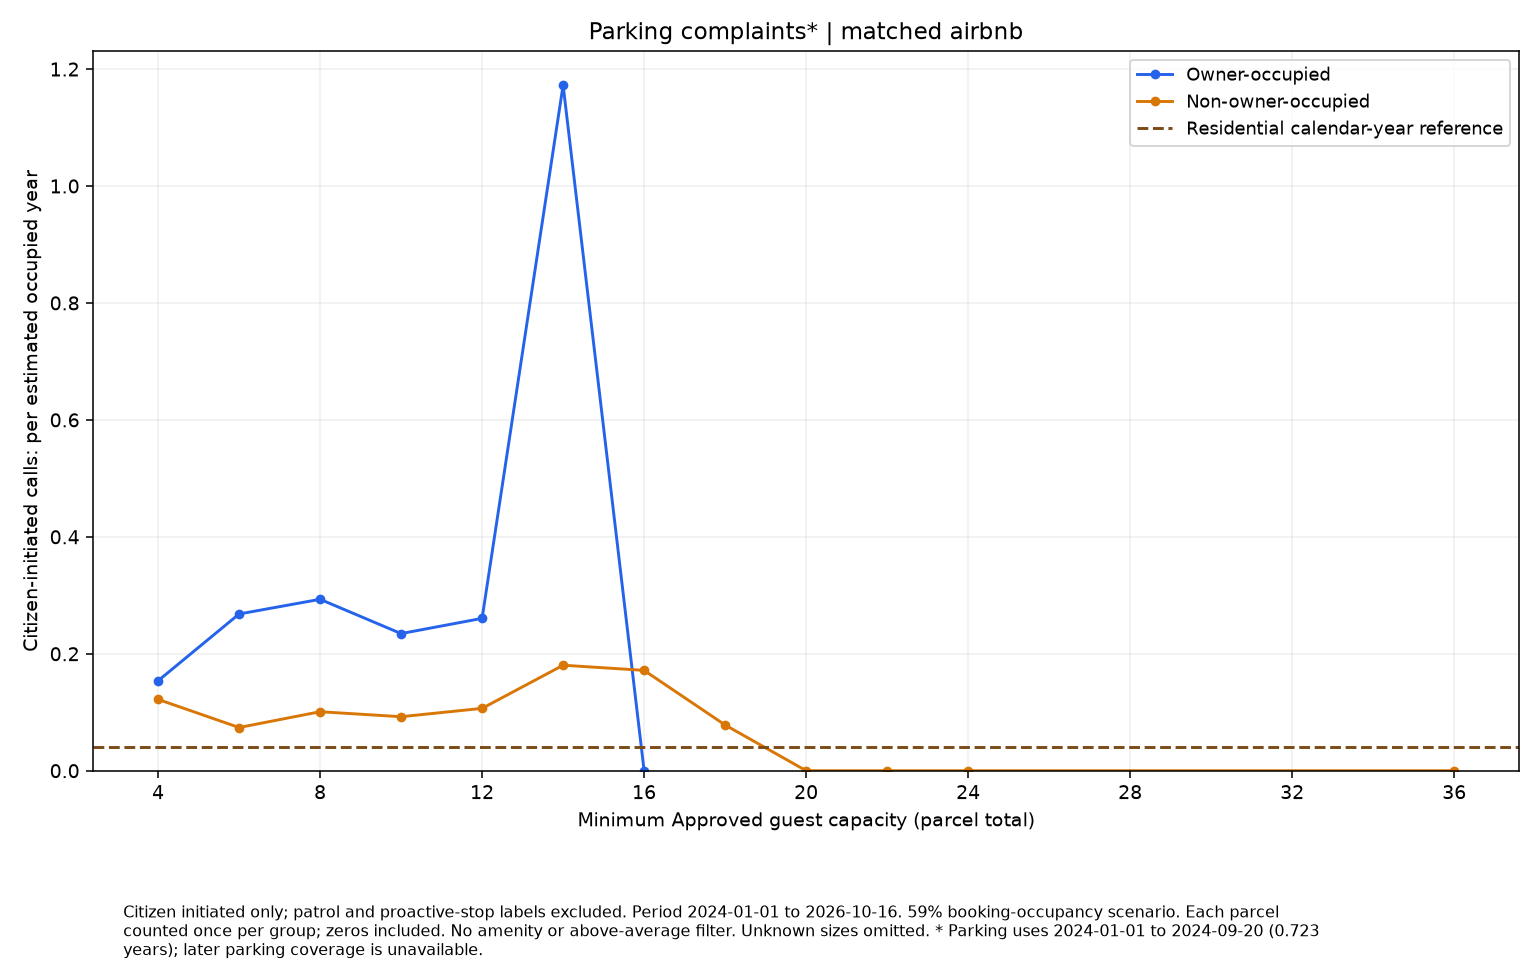 Parking complaints* | matched airbnb
Owner-occupied
Non-owner-occupied
Residential calendar-year reference
Citizen-initiated calls: per estimated occupied year
1.2
1.0
0.8
0.6
0.4
0.2
0.0
4 8 12 16 20 24 28 32 36
Minimum Approved guest capacity (parcel total)
Citizen initiated only; patrol and proactive-stop labels excluded. Period 2024-01-01 to 2026-10-16. 59% booking-occupancy scenario. Each parcel
counted once per group; zeros included. No amenity or above-average filter. Unknown sizes omitted. * Parking uses 2024-01-01 to 2024-09-20 (0.723
years); later parking coverage is unavailable.